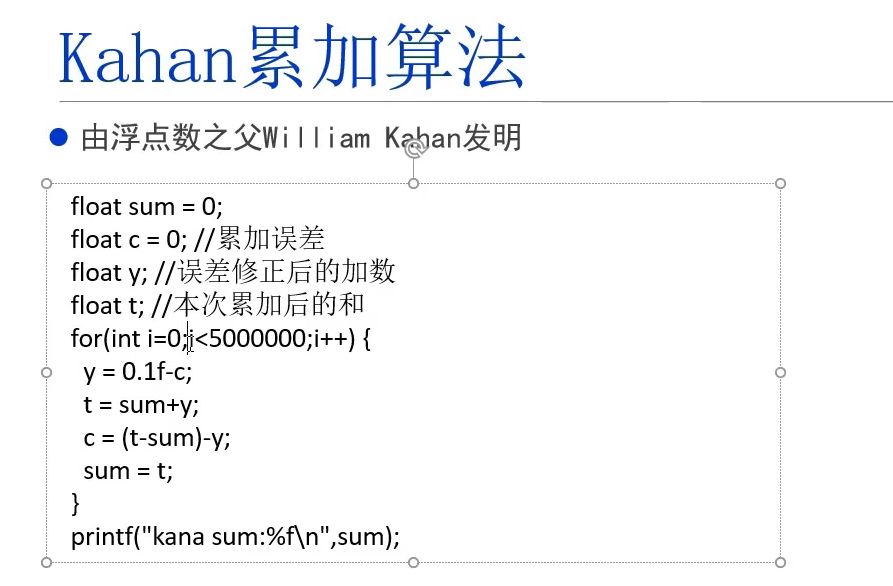 Kahan累加算法
由浮点数之父William Kahan发明
float sum = 0;
float c = 0; //累加误差
float y; //误差修正后的加数
float t; //本次累加后的和
for(int i=0;i<5000000;i++) {
y = 0.1f-c;
t = sum+y;
c = (t-sum)-y;
sum = t;
}
printf("kana sum:%f\n",sum);